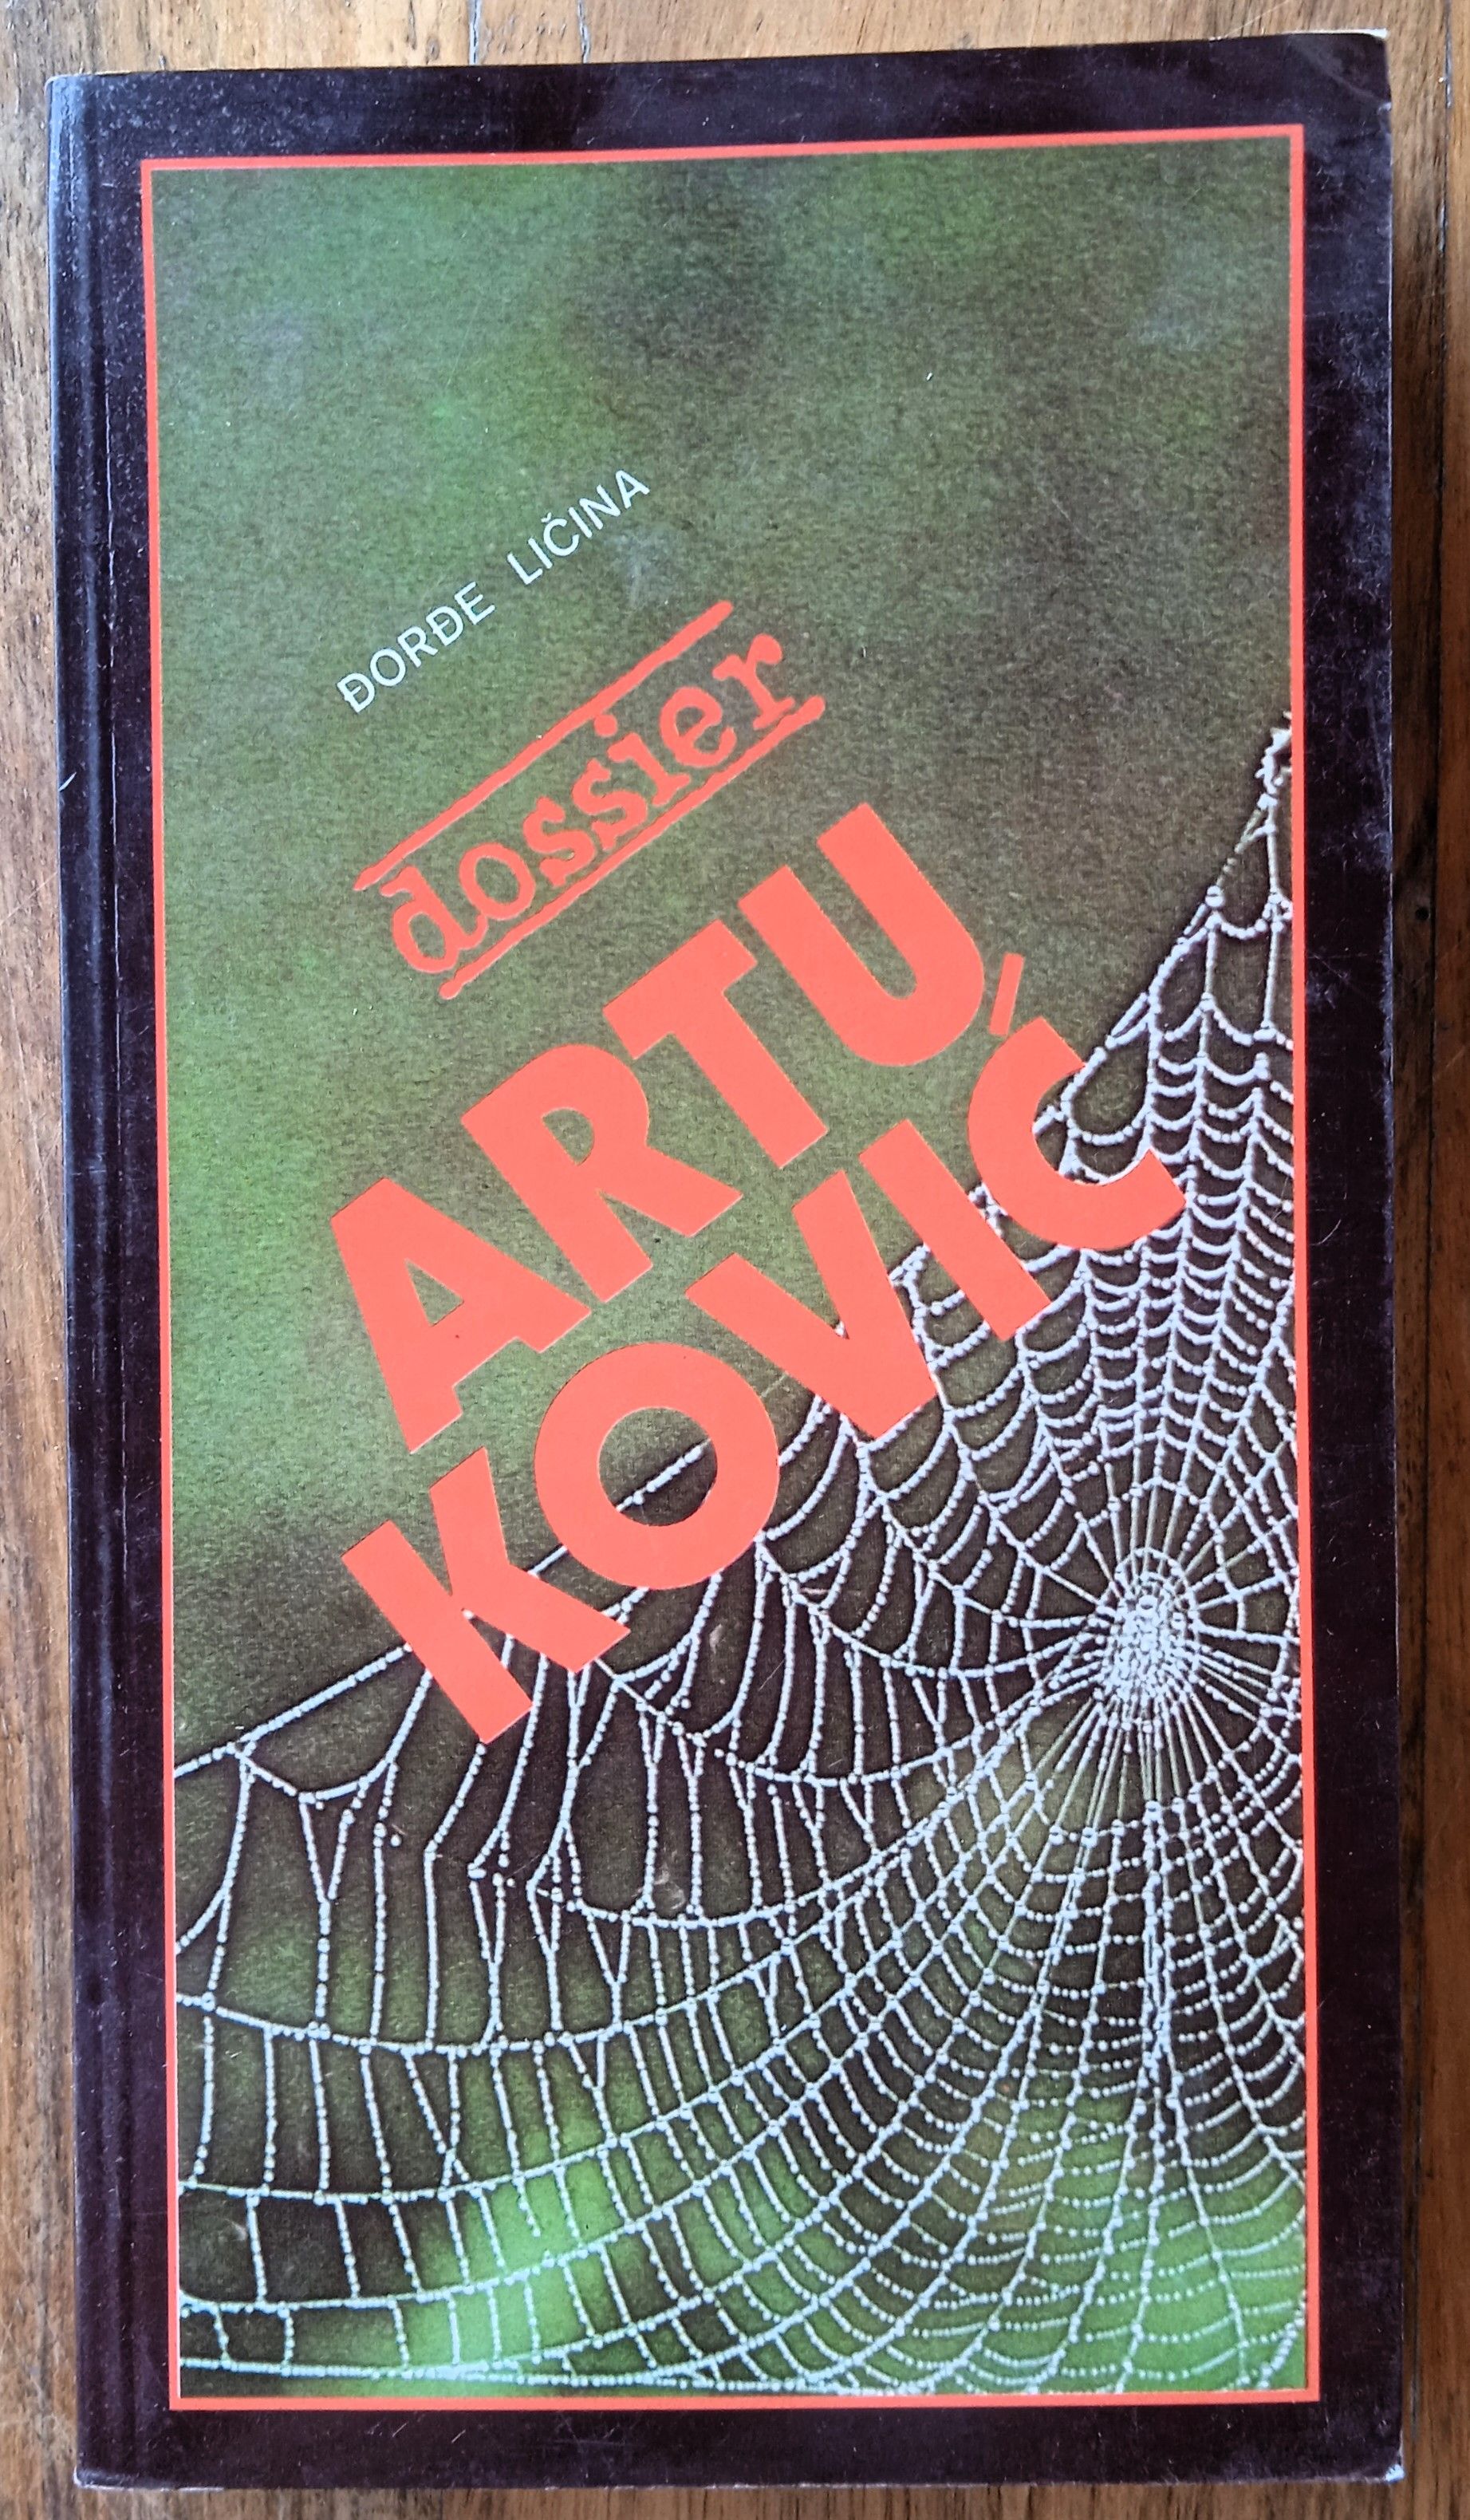 ĐORĐE LIČINA
dossier
ARTU
KOVIĆ